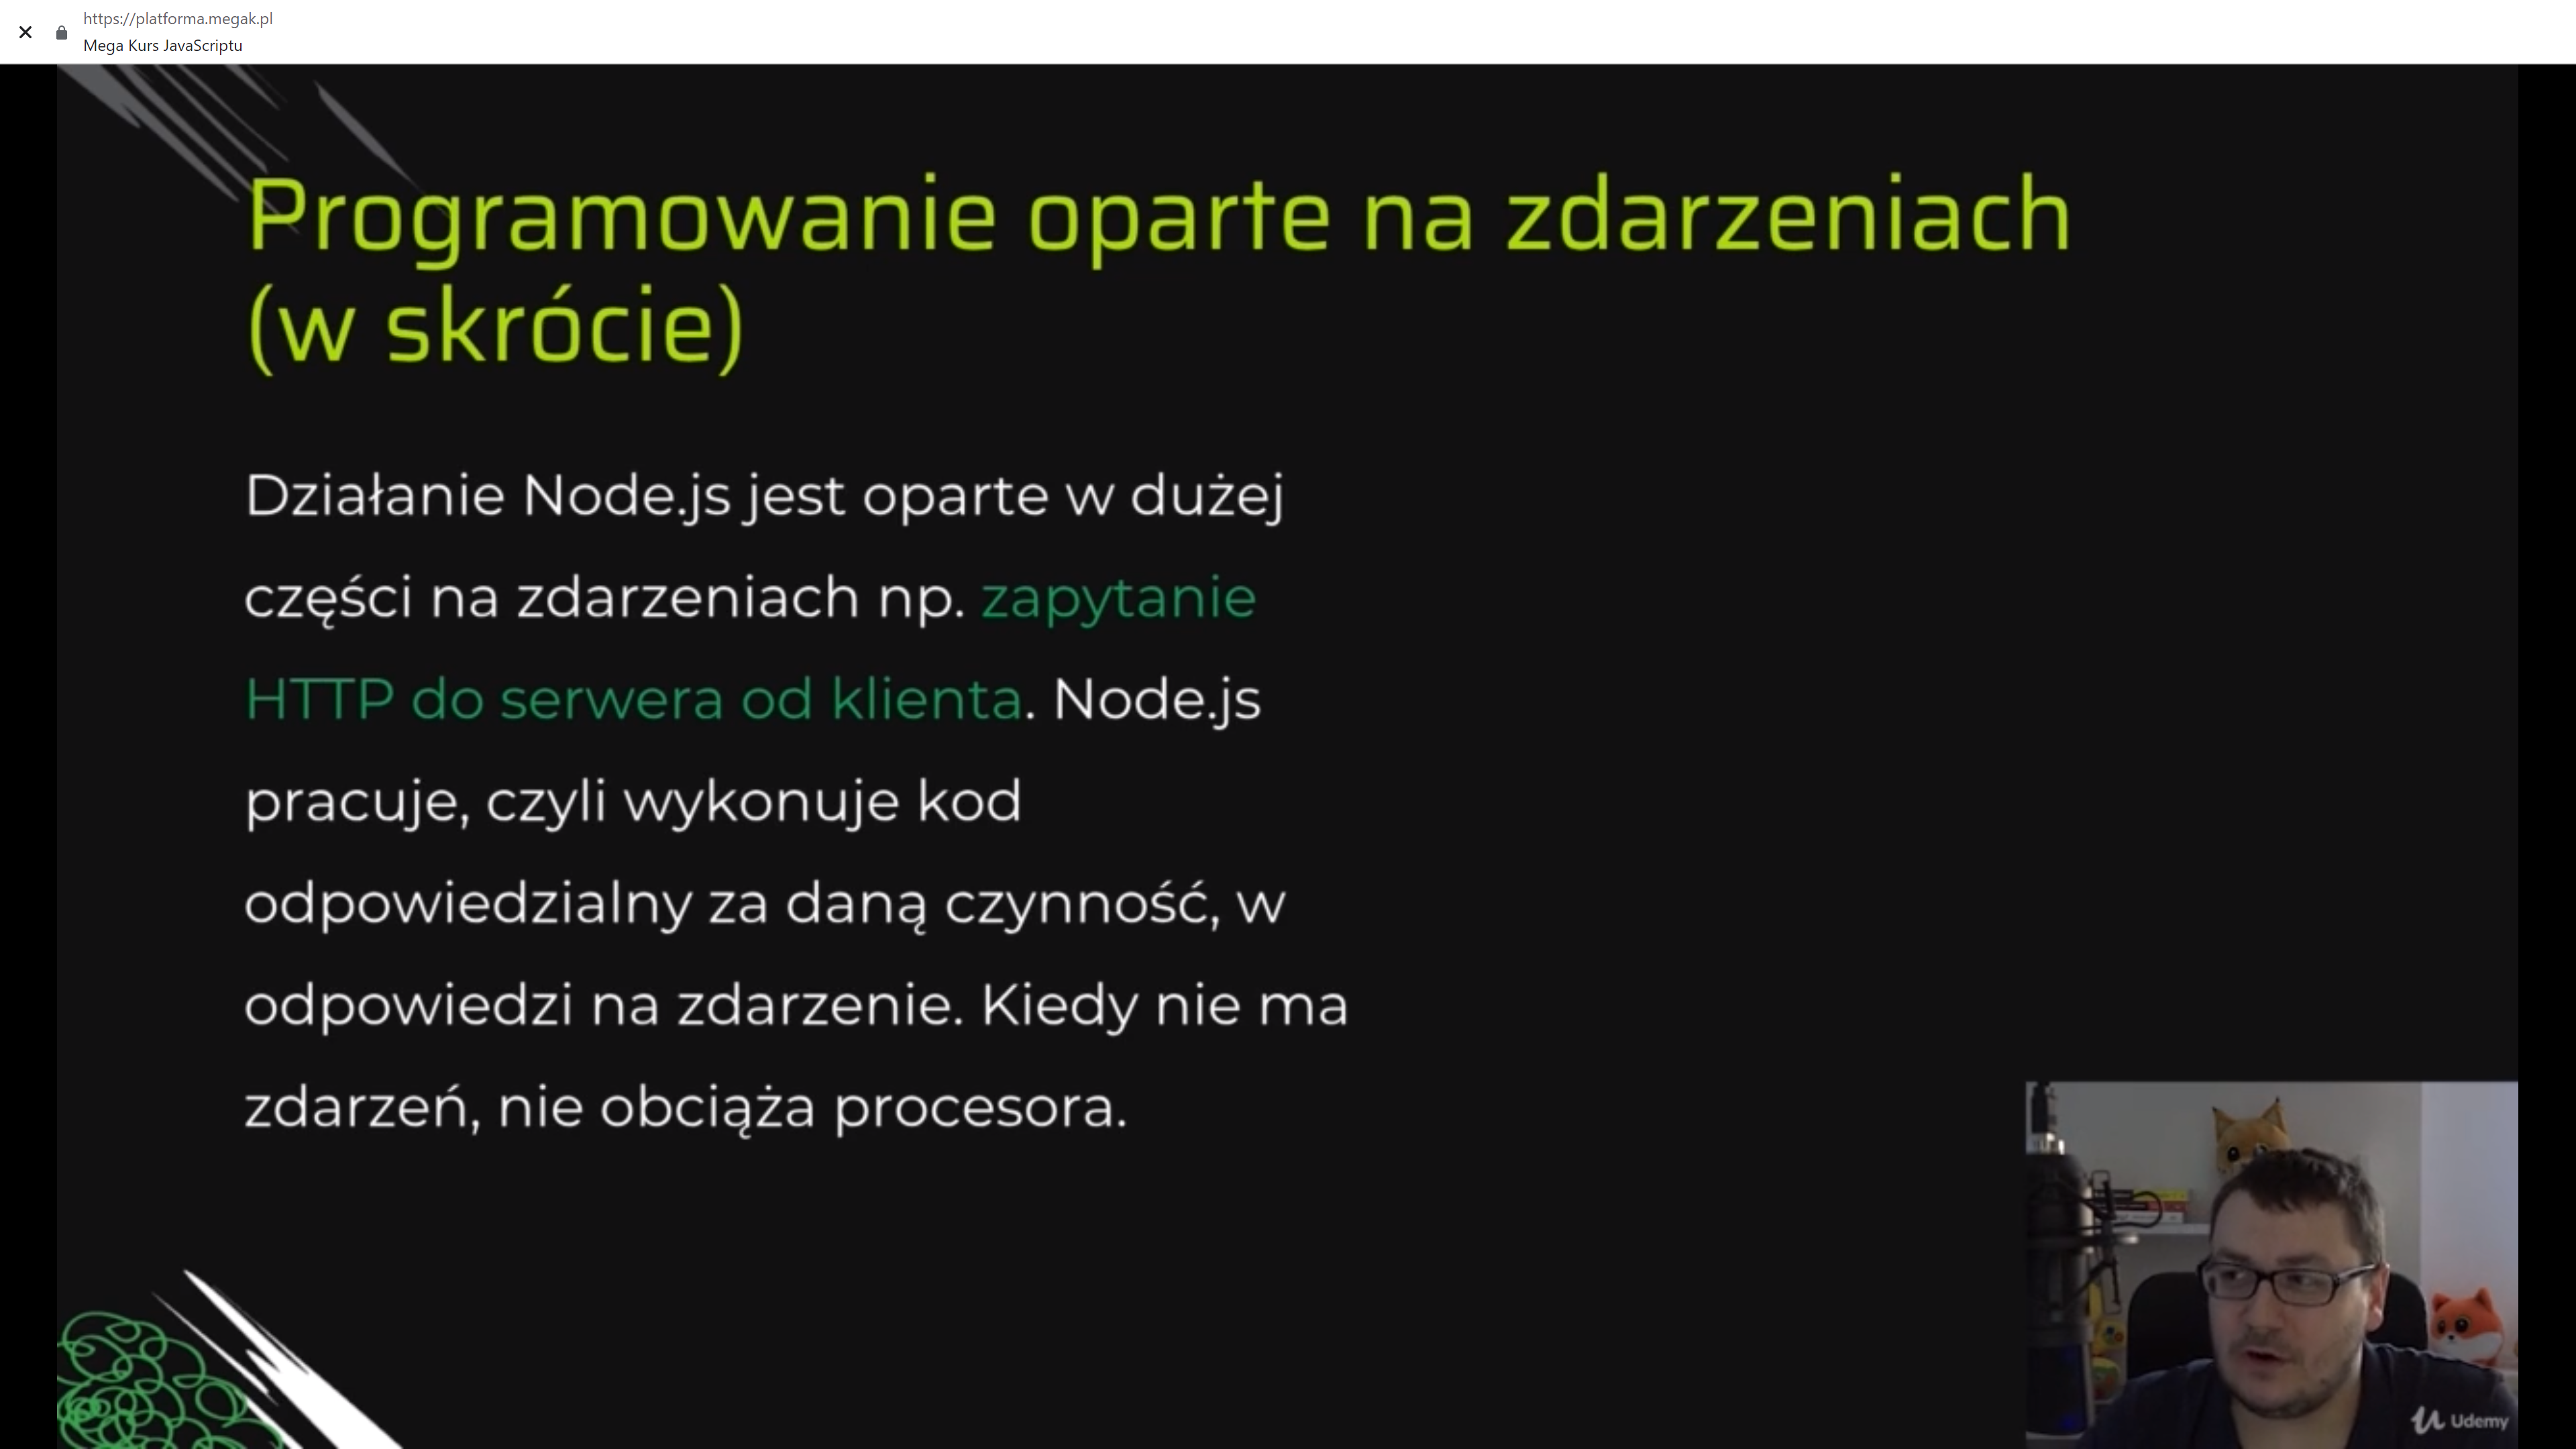 https://platforma.megak.pl
Mega Kurs JavaScriptu
Programowanie oparte na zdarzeniach
(w skrócie)
Działanie Node.js jest oparte w dużej
części na zdarzeniach np. zapytanie
HTTP do serwera od klienta. Node.js
pracuje, czyli wykonuje kod
odpowiedzialny za daną czynność, w
odpowiedzi na zdarzenie. Kiedy nie ma
zdarzeń, nie obciąża procesora.
Udemy